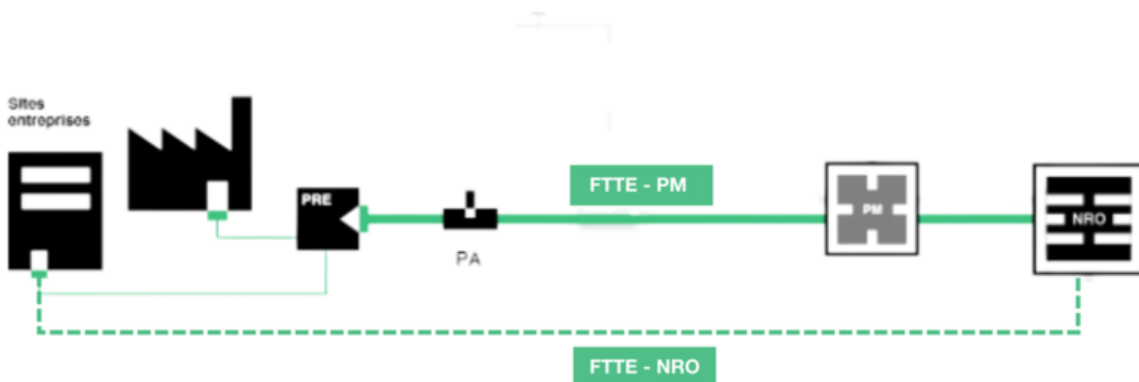 Sites
entreprises
PRE
PA
FTTE - PM
PM
NRO
FTTE - NRO